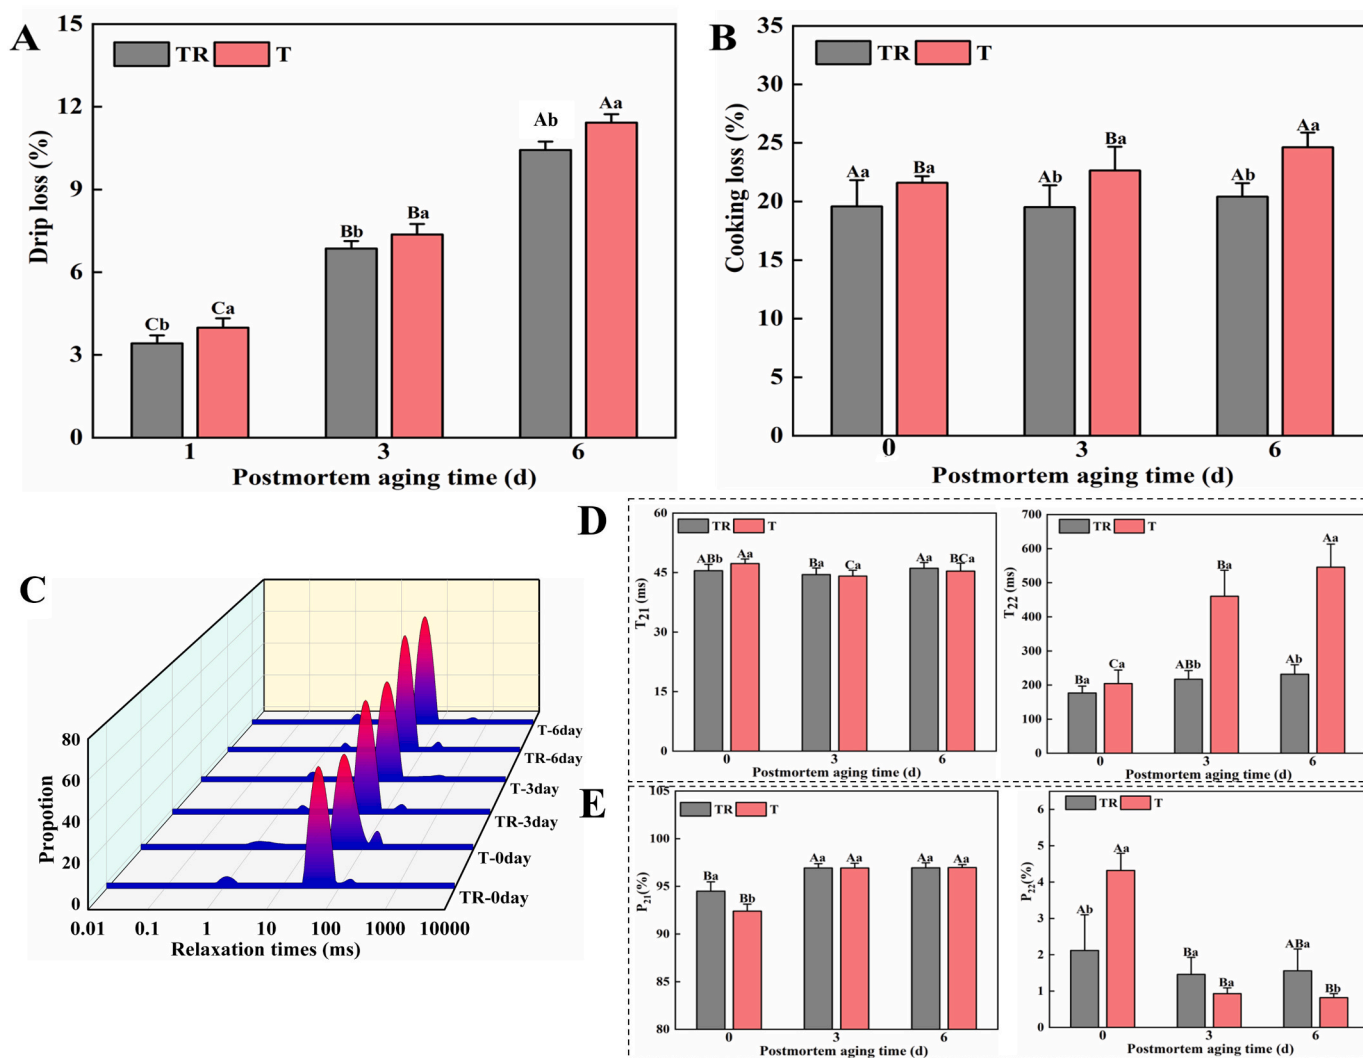 A
15
12
9
6
3
0
Drip loss (%)
TR T
Cb Ca Bb Ba Ab Aa
1 3 6
Postmortem aging time (d)
B
35
30
25
20
15
10
5
0
Cooking loss (%)
TR T
Aa Ba Ab Ba Ab Aa
0 3 6
Postmortem aging time (d)
C
80
60
40
20
0
Propotion
0.01 0.1 1 10 100 1000 10000
Relaxation times (ms)
T-6day
TR-6day
T-3day
TR-3day
T-0day
TR-0day
D
60
45
30
15
0
T21 (ms)
TR T
ABb Aa Ba Ca Aa BCa
0 3 6
Postmortem aging time (d)
700
600
500
400
300
200
100
0
T22 (ms)
TR T
Ba Ca ABb Ba Ab Aa
0 3 6
Postmortem aging time (d)
E
105
100
95
90
85
80
P21(%)
TR T
Ba Bb Aa Aa Aa Aa
0 3 6
Postmortem aging time (d)
6
5
4
3
2
1
0
P22(%)
TR T
Ab Aa Ba Ba ABa Bb
0 3 6
Postmortem aging time (d)